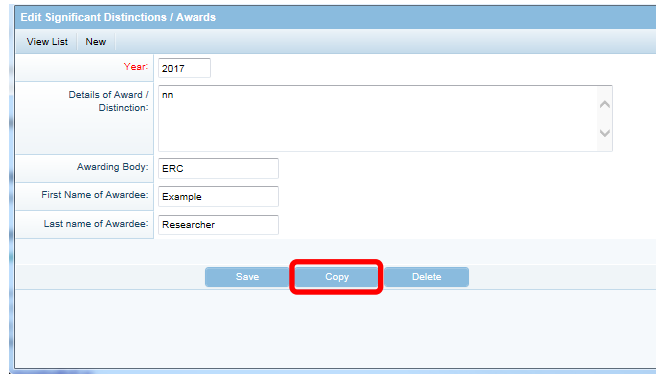 Edit Significant Distinctions / Awards
View List New
Year: 2017
Details of Award /
Distinction: nn
Awarding Body: ERC
First Name of Awardee: Example
Last name of Awardee: Researcher
Save Copy Delete